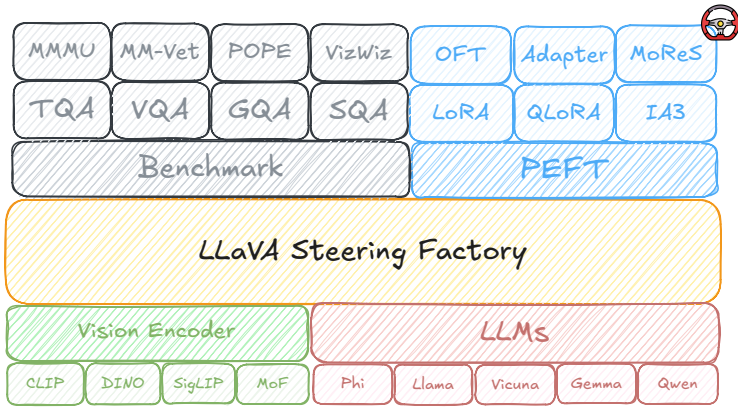 MMMU MM-Vet POPE VizWiz OFT Adapter MoReS
TQA VQA GQA SQA LoRA QLoRA IA3
Benchmark PEFT
LLaVA Steering Factory
Vision Encoder LLMs
CLIP DINO SigLIP MoF Phi Llama Vicuna Gemma Qwen